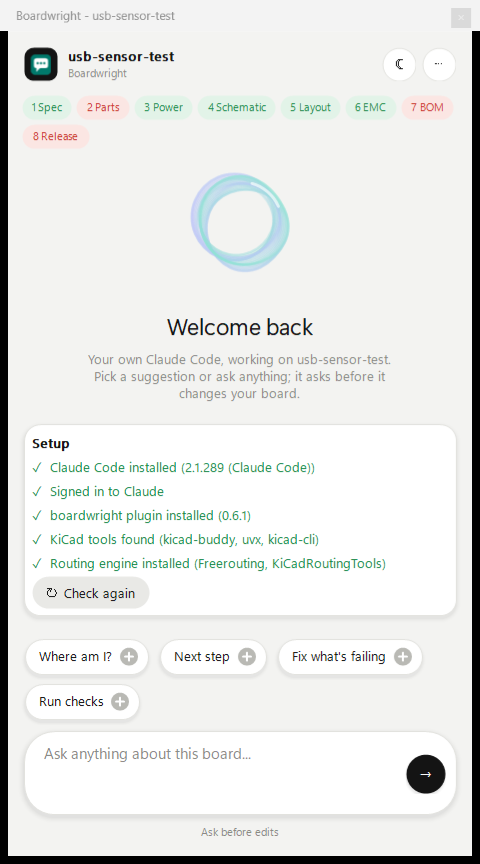 Boardwright - usb-sensor-test
usb-sensor-test
Boardwright
1 Spec
2 Parts
3 Power
4 Schematic
5 Layout
6 EMC
7 BOM
8 Release
Welcome back
Your own Claude Code, working on usb-sensor-test.
Pick a suggestion or ask anything; it asks before it
changes your board.
Setup
✓ Claude Code installed (2.1.289 (Claude Code))
✓ Signed in to Claude
✓ boardwright plugin installed (0.6.1)
✓ KiCad tools found (kicad-buddy, uvx, kicad-cli)
✓ Routing engine installed (Freerouting, KiCadRoutingTools)
↻ Check again
Where am I?
Next step
Fix what's failing
Run checks
Ask anything about this board...
Ask before edits